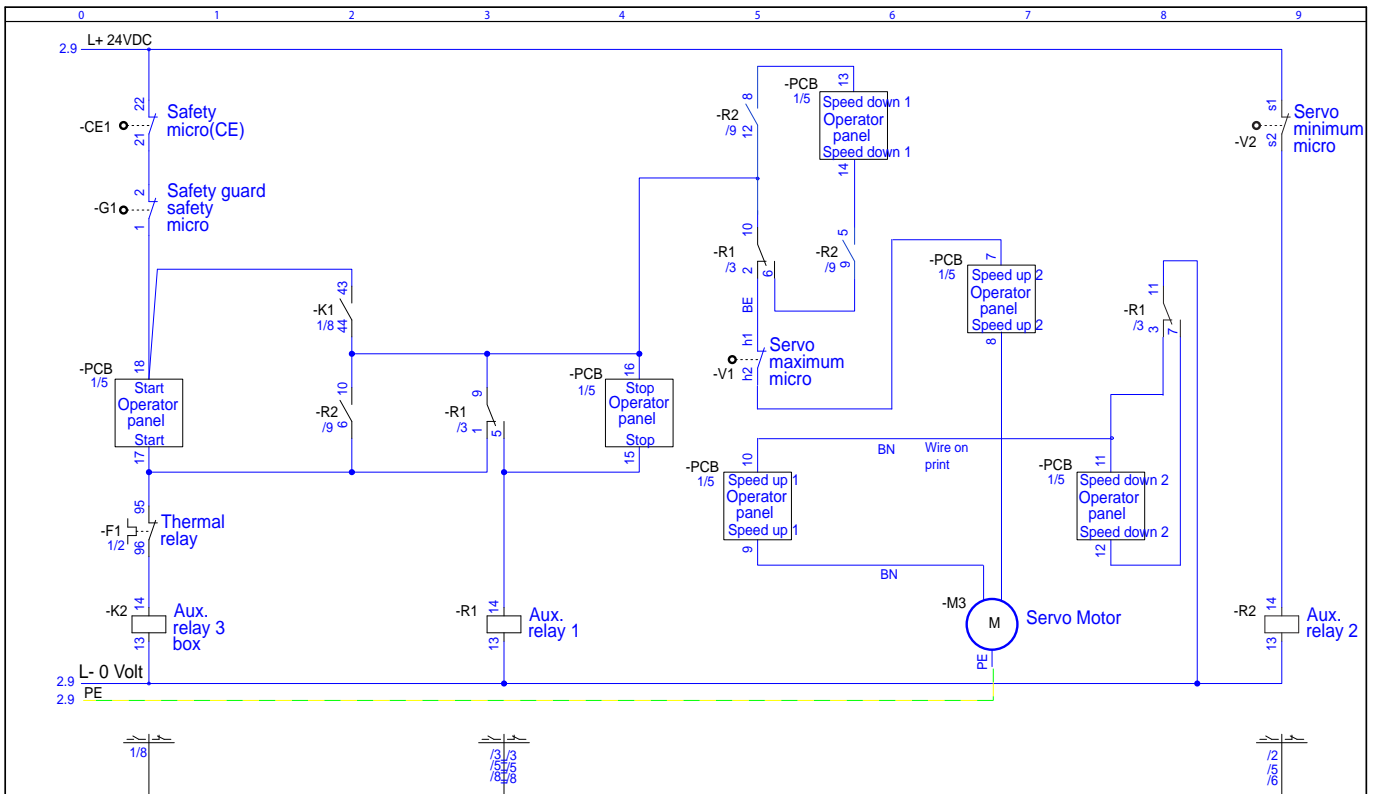 0 1 2 3 4 5 6 7 8 9
L+ 24VDC
2.9
-CE1
22
21
Safety
micro(CE)
-G1
2
1
Safety guard
safety
micro
-K1
1/8
43
44
-PCB
1/5
18
Start
Operator
panel
Start
17
-R2
/9
10
6
-R1
/3
9
1
5
-PCB
1/5
16
Stop
Operator
panel
Stop
15
-F1
1/2
95
96
Thermal
relay
-K2
14
13
Aux.
relay 3
box
-R1
14
13
Aux.
relay 1
-R2
/9
8
12
-PCB
1/5
13
Speed down 1
Operator
panel
Speed down 1
14
-R1
/3
10
2
6
-R2
/9
5
9
BE
-V1
h1
h2
Servo
maximum
micro
-PCB
1/5
7
Speed up 2
Operator
panel
Speed up 2
8
-R1
/3
11
3
7
BN
Wire on
print
-PCB
1/5
10
Speed up 1
Operator
panel
Speed up 1
9
BN
-PCB
1/5
11
Speed down 2
Operator
panel
Speed down 2
12
-M3
M
Servo Motor
PE
-V2
s1
s2
Servo
minimum
micro
-R2
14
13
Aux.
relay 2
L- 0 Volt
2.9
PE
2.9
1/8
/3 /3
/5 /5
/8 /8
/2
/5